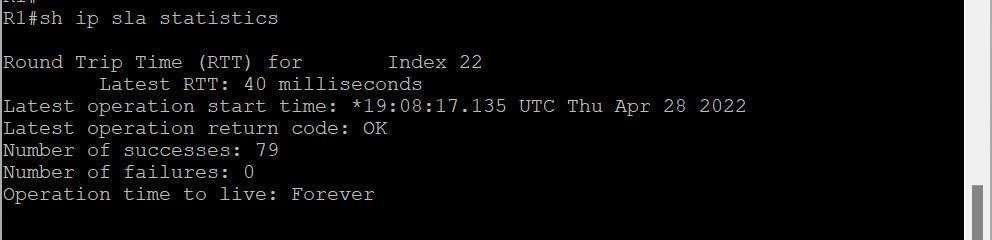 R1#
R1#sh ip sla statistics
Round Trip Time (RTT) for       Index 22
        Latest RTT: 40 milliseconds
Latest operation start time: *19:08:17.135 UTC Thu Apr 28 2022
Latest operation return code: OK
Number of successes: 79
Number of failures: 0
Operation time to live: Forever